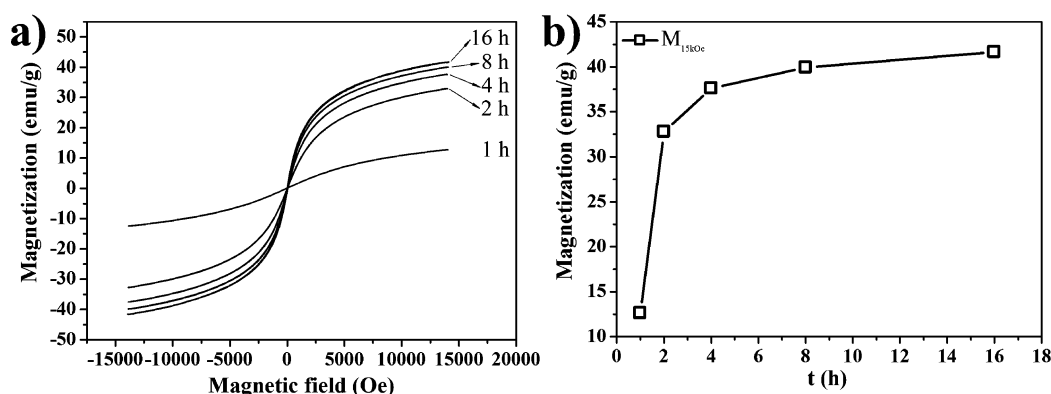 a)
50
40
30
20
10
0
-10
-20
-30
-40
-50
Magnetization (emu/g)
16 h
8 h
4 h
2 h
1 h
-15000 -10000 -5000 0 5000 10000 15000 20000
Magnetic field (Oe)
b)
M15kOe
45
40
35
30
25
20
15
10
Magnetization (emu/g)
0 2 4 6 8 10 12 14 16 18
t (h)